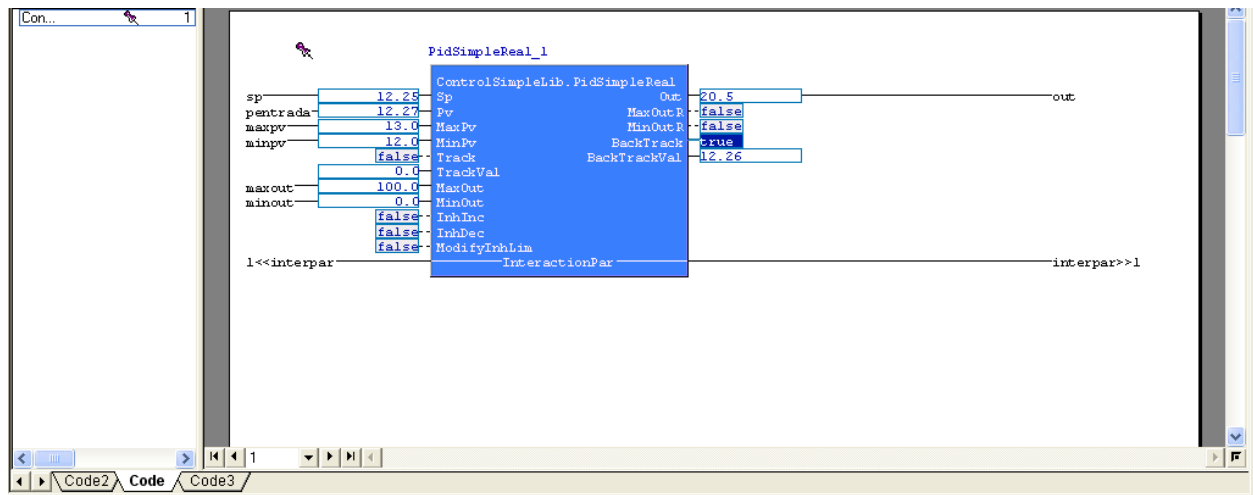 Con... 1
PidSimpleReal_1
ControlSimpleLib.PidSimpleReal
sp 12.25 Sp Out 20.5 out
pentrada 12.27 Pv MaxOutR false
maxpv 13.0 MaxPv MinOutR false
minpv 12.0 MinPv BackTrack true
false Track BackTrackVal 12.26
0.0 TrackVal
maxout 100.0 MaxOut
minout 0.0 MinOut
false InhInc
false InhDec
false ModifyInhLim
1<<interpar InteractionPar interpar>>1
1
Code2 Code Code3